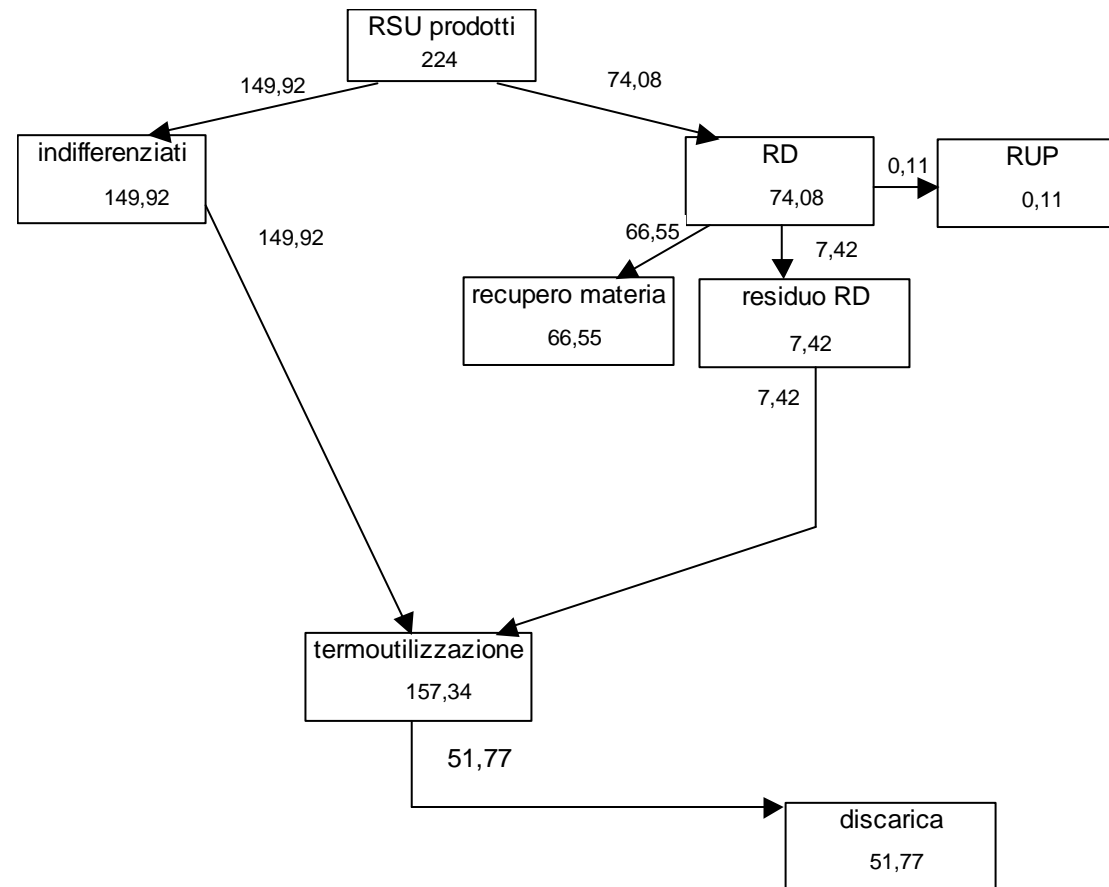 RSU prodotti
224
149,92
74,08
indifferenziati
149,92
RD
74,08
0,11
RUP
0,11
149,92
66,55
7,42
recupero materia
66,55
residuo RD
7,42
7,42
termoutilizzazione
157,34
51,77
discarica
51,77